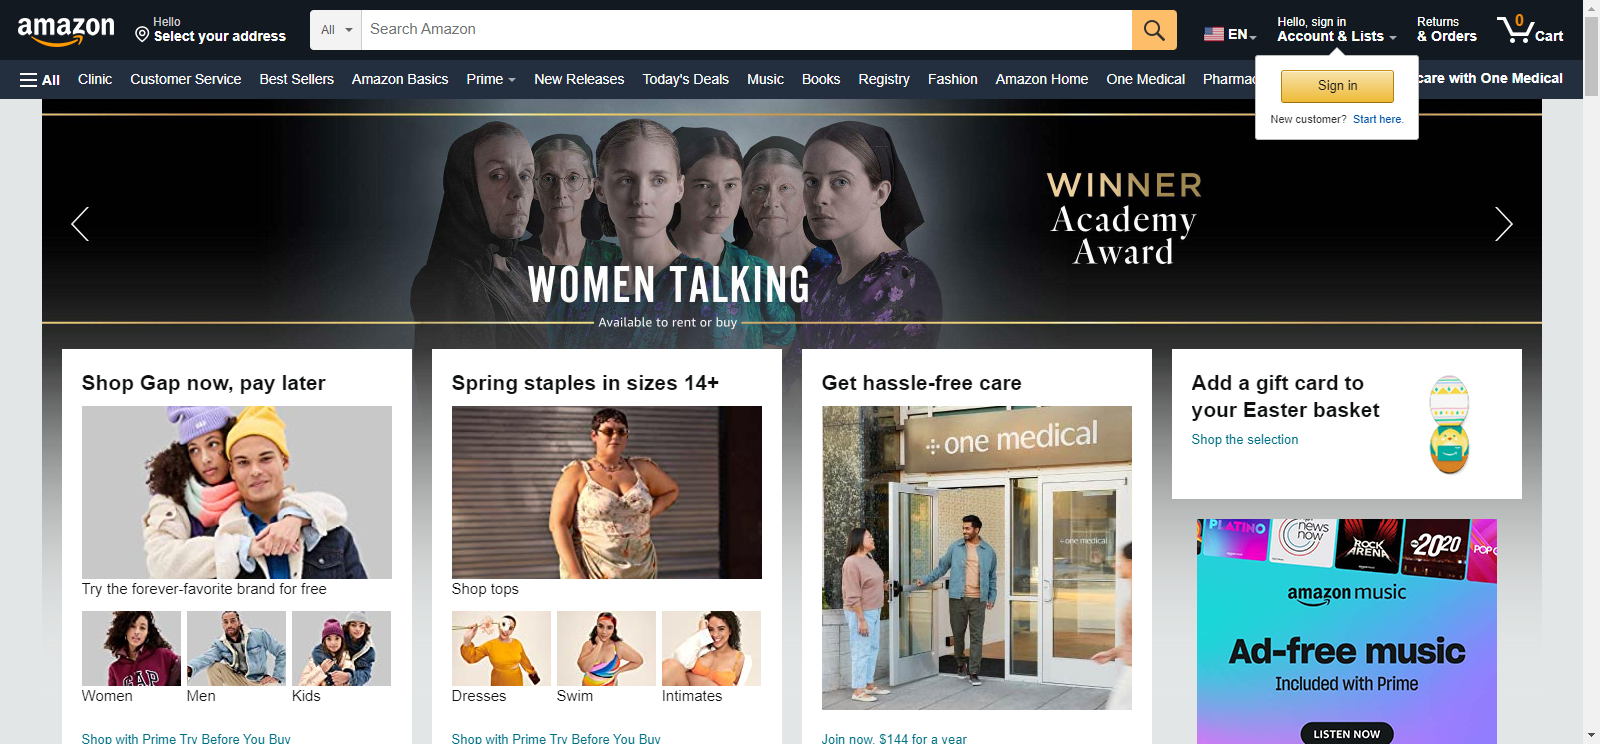 amazon
Hello
Select your address
All
Search Amazon
EN
Hello, sign in
Account & Lists
Returns
& Orders
0
Cart
All
Clinic
Customer Service
Best Sellers
Amazon Basics
Prime
New Releases
Today's Deals
Music
Books
Registry
Fashion
Amazon Home
One Medical
Pharmac
care with One Medical
Sign in
New customer? Start here.
WINNER
Academy
Award
WOMEN TALKING
Available to rent or buy
Shop Gap now, pay later
Try the forever-favorite brand for free
GAP
Women
Men
Kids
Shop with Prime Try Before You Buy
Spring staples in sizes 14+
Shop tops
Dresses
Swim
Intimates
Shop with Prime Try Before You Buy
Get hassle-free care
one medical
one medical
Join now, $144 for a year
Add a gift card to
your Easter basket
Shop the selection
PLATINO
news
now
ROCK
ARENA
2020
POP
amazon music
Ad-free music
Included with Prime
LISTEN NOW